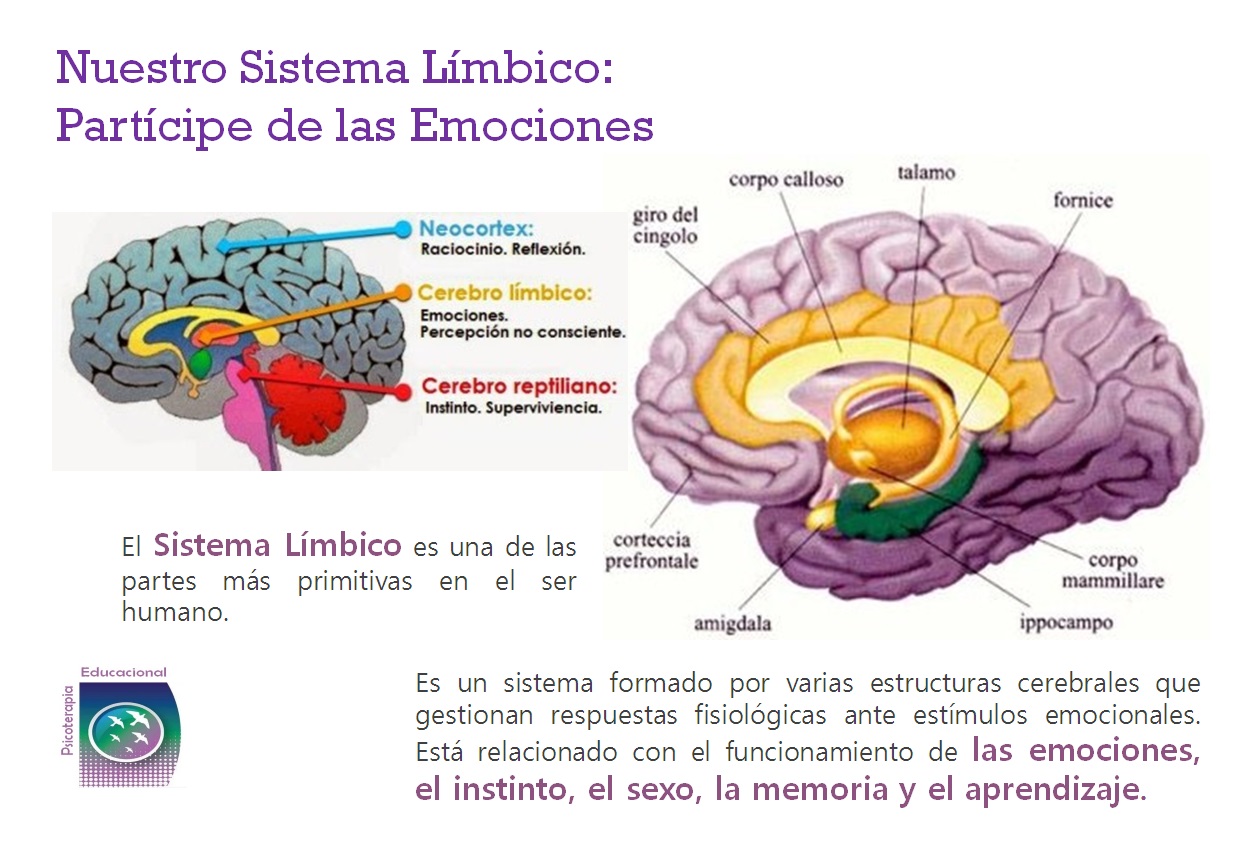 Nuestro Sistema Límbico:
Partícipe de las Emociones
Neocortex:
Raciocinio. Reflexión.
Cerebro límbico:
Emociones.
Percepción no consciente.
Cerebro reptiliano:
Instinto. Superviviencia.
corpo calloso
talamo
fornice
giro del
cingolo
corteccia
prefrontale
amigdala
corpo
mammillare
ippocampo
El Sistema Límbico es una de las
partes más primitivas en el ser
humano.
Educacional
Psicoterapia
Es un sistema formado por varias estructuras cerebrales que
gestionan respuestas fisiológicas ante estímulos emocionales.
Está relacionado con el funcionamiento de las emociones,
el instinto, el sexo, la memoria y el aprendizaje.